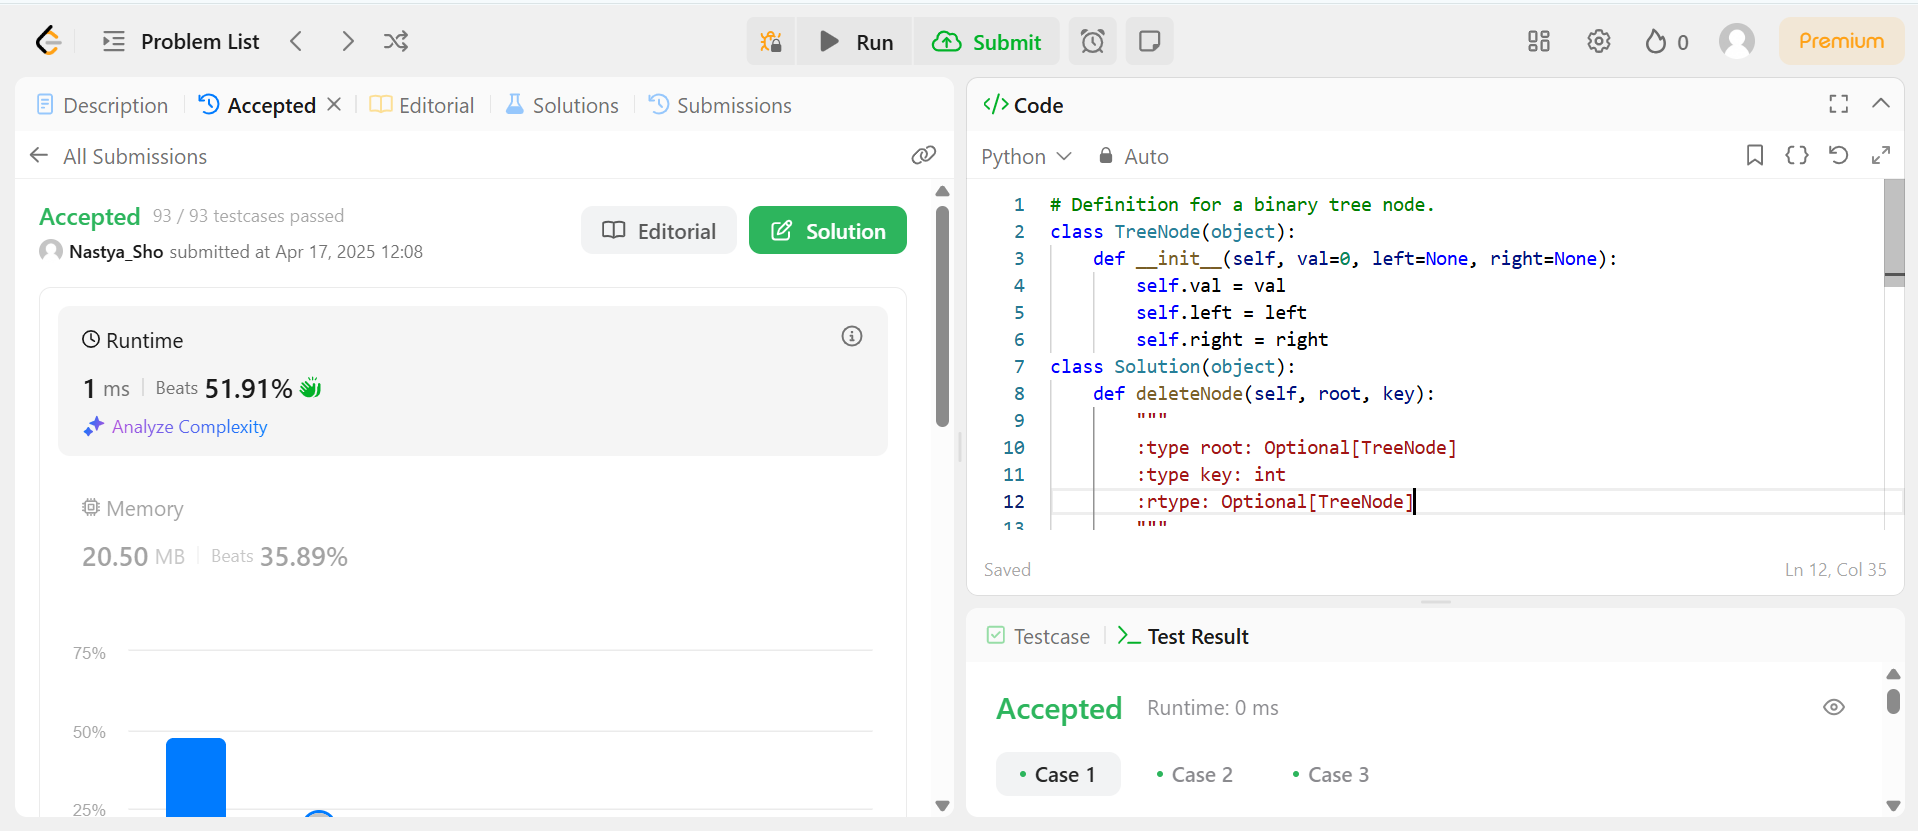 Problem List
Run
Submit
0
Premium
Description
Accepted
Editorial
Solutions
Submissions
All Submissions
Accepted 93 / 93 testcases passed
Nastya_Sho submitted at Apr 17, 2025 12:08
Editorial
Solution
Runtime
1 ms Beats 51.91%
Analyze Complexity
Memory
20.50 MB Beats 35.89%
75%
50%
25%
</> Code
Python
Auto
1 # Definition for a binary tree node.
2 class TreeNode(object):
3     def __init__(self, val=0, left=None, right=None):
4         self.val = val
5         self.left = left
6         self.right = right
7 class Solution(object):
8     def deleteNode(self, root, key):
9         """
10         :type root: Optional[TreeNode]
11         :type key: int
12         :rtype: Optional[TreeNode]
13         """
Saved
Ln 12, Col 35
Testcase
Test Result
Accepted Runtime: 0 ms
Case 1
Case 2
Case 3